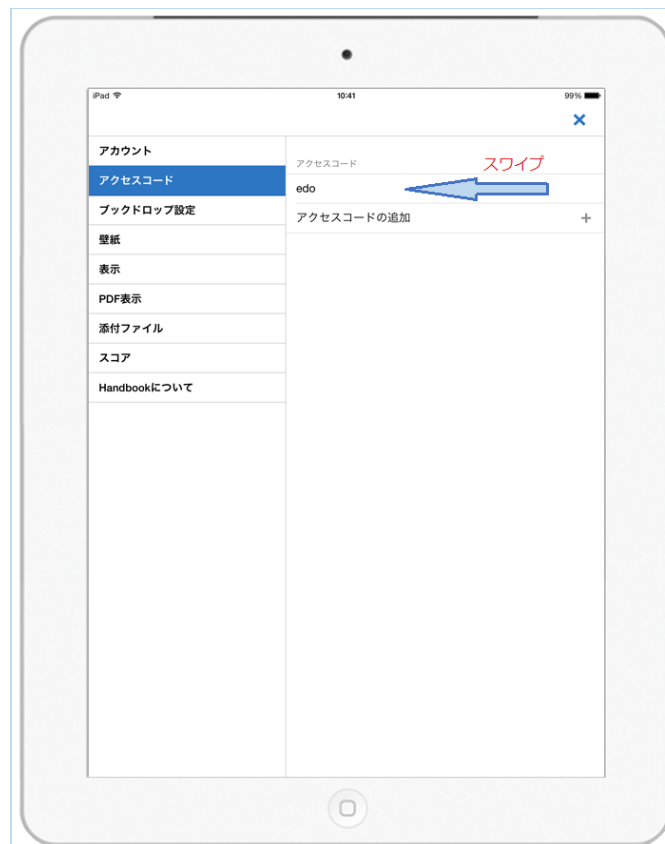 iPad 10:41 99%
アカウント
アクセスコード
ブックドロップ設定
壁紙
表示
PDF表示
添付ファイル
スコア
Handbookについて
アクセスコード
スワイプ
edo
アクセスコードの追加 +